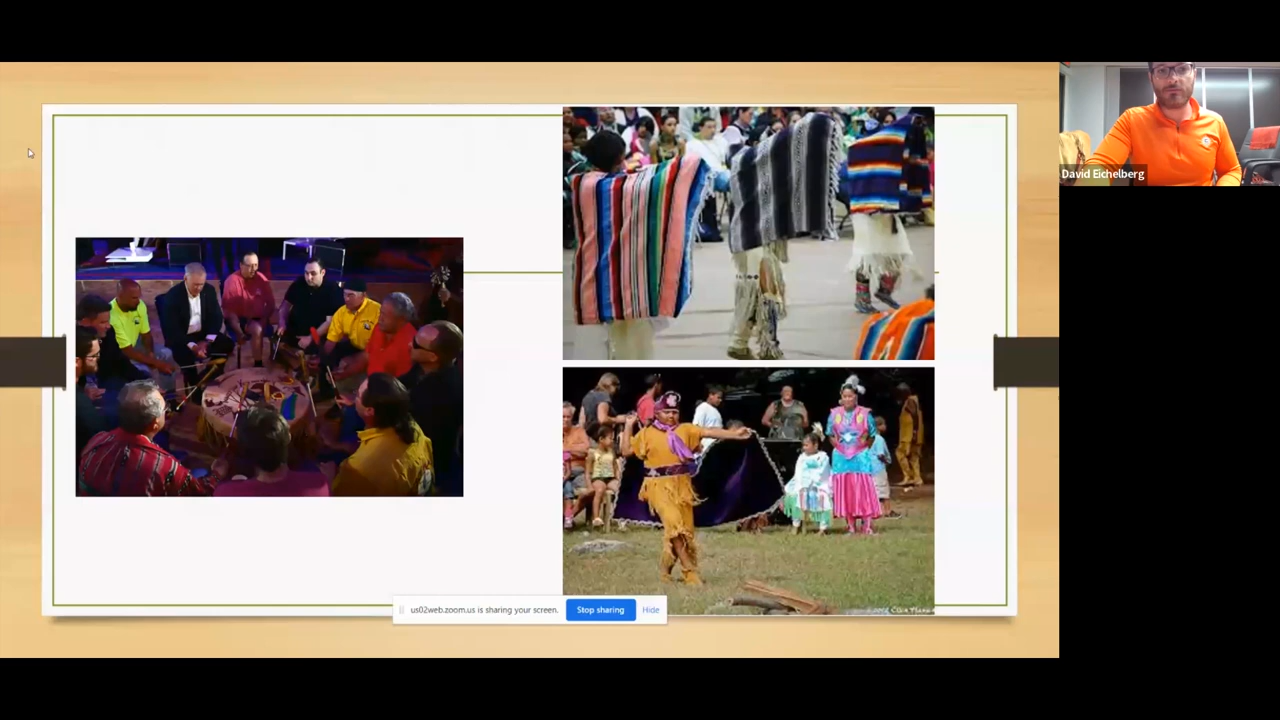 David Eichelberg
us02web.zoom.us is sharing your screen.
Stop sharing
Hide